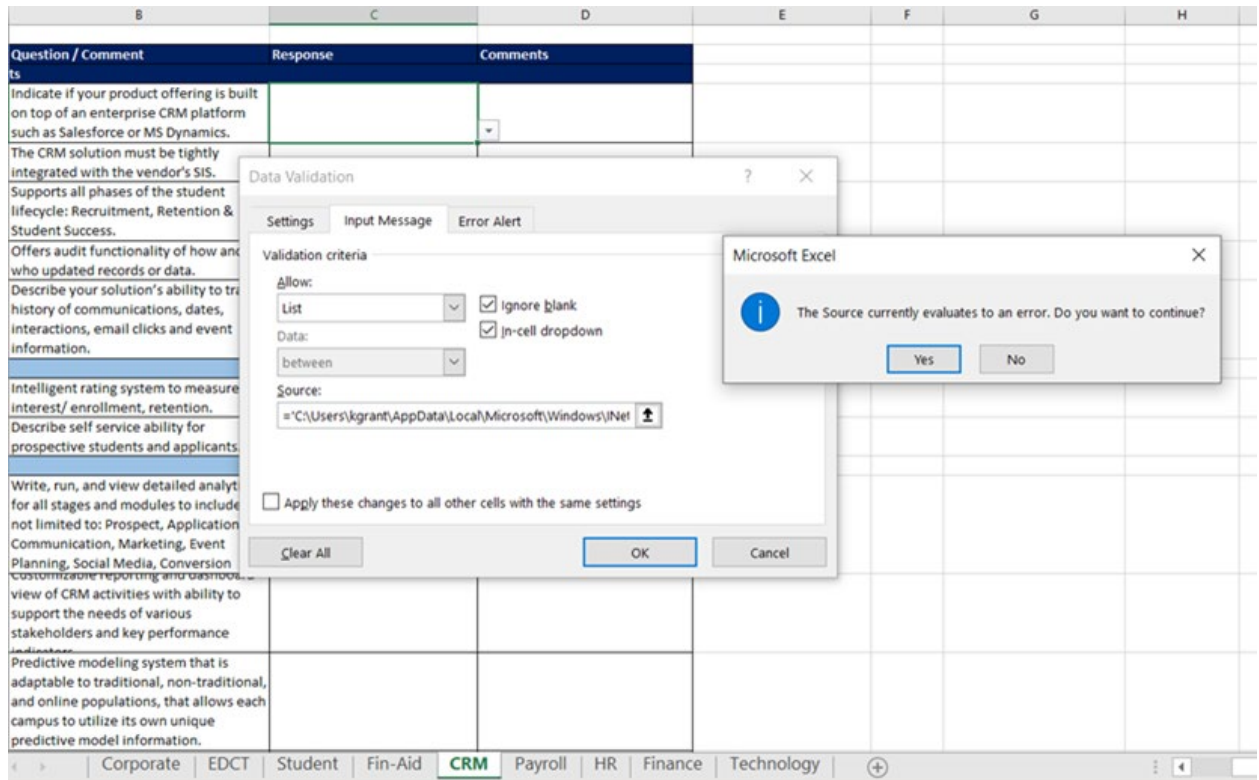 B C D E F G H
Question / Comment Response Comments
ts
Indicate if your product offering is built
on top of an enterprise CRM platform
such as Salesforce or MS Dynamics.
The CRM solution must be tightly
integrated with the vendor's SIS.
Supports all phases of the student
lifecycle: Recruitment, Retention &
Student Success.
Offers audit functionality of how and
who updated records or data.
Describe your solution's ability to tra
history of communications, dates,
interactions, email clicks and event
information.
Intelligent rating system to measure
interest/ enrollment, retention.
Describe self service ability for
prospective students and applicants
Write, run, and view detailed analyt
for all stages and modules to include
not limited to: Prospect, Application
Communication, Marketing, Event
Planning, Social Media, Conversion
Customizable reporting and dashboard
view of CRM activities with ability to
support the needs of various
stakeholders and key performance
indicators
Predictive modeling system that is
adaptable to traditional, non-traditional,
and online populations, that allows each
campus to utilize its own unique
predictive model information.
Data Validation ?
Settings Input Message Error Alert
Validation criteria
Allow:
List
Ignore blank
Data:
In-cell dropdown
between
Source:
='C:\Users\kgrant\AppData\Local\Microsoft\Windows\INet
Apply these changes to all other cells with the same settings
Clear All OK Cancel
Microsoft Excel
The Source currently evaluates to an error. Do you want to continue?
Yes No
Corporate EDCT Student Fin-Aid CRM Payroll HR Finance Technology